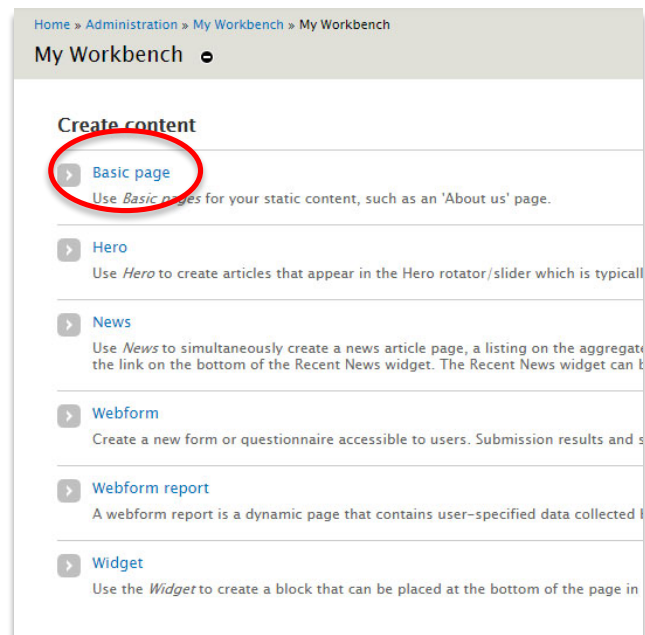 Home » Administration » My Workbench » My Workbench
My Workbench
Create content
Basic page
Use Basic pages for your static content, such as an 'About us' page.
Hero
Use Hero to create articles that appear in the Hero rotator/slider which is typicall
News
Use News to simultaneously create a news article page, a listing on the aggregate
the link on the bottom of the Recent News widget. The Recent News widget can b
Webform
Create a new form or questionnaire accessible to users. Submission results and s
Webform report
A webform report is a dynamic page that contains user-specified data collected
Widget
Use the Widget to create a block that can be placed at the bottom of the page in